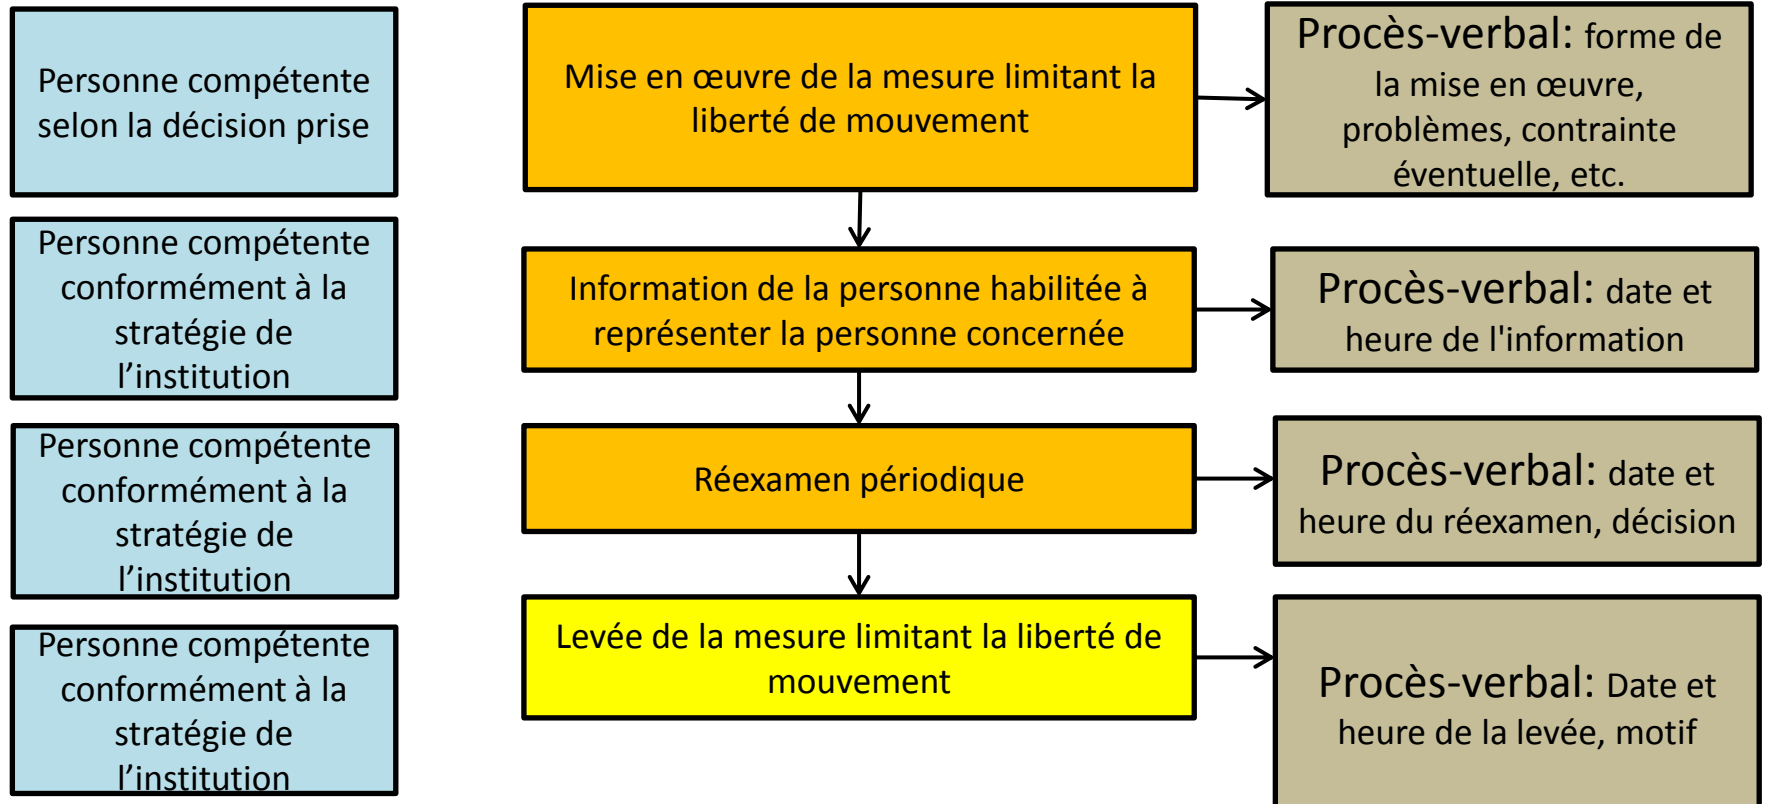 Personne compétente
selon la décision prise
Mise en œuvre de la mesure limitant la
liberté de mouvement
Procès-verbal: forme de
la mise en œuvre,
problèmes, contrainte
éventuelle, etc.
Personne compétente
conformément à la
stratégie de
l’institution
Information de la personne habilitée à
représenter la personne concernée
Procès-verbal: date et
heure de l'information
Personne compétente
conformément à la
stratégie de
l’institution
Réexamen périodique
Procès-verbal: date et
heure du réexamen, décision
Personne compétente
conformément à la
stratégie de
l’institution
Levée de la mesure limitant la liberté de
mouvement
Procès-verbal: Date et
heure de la levée, motif